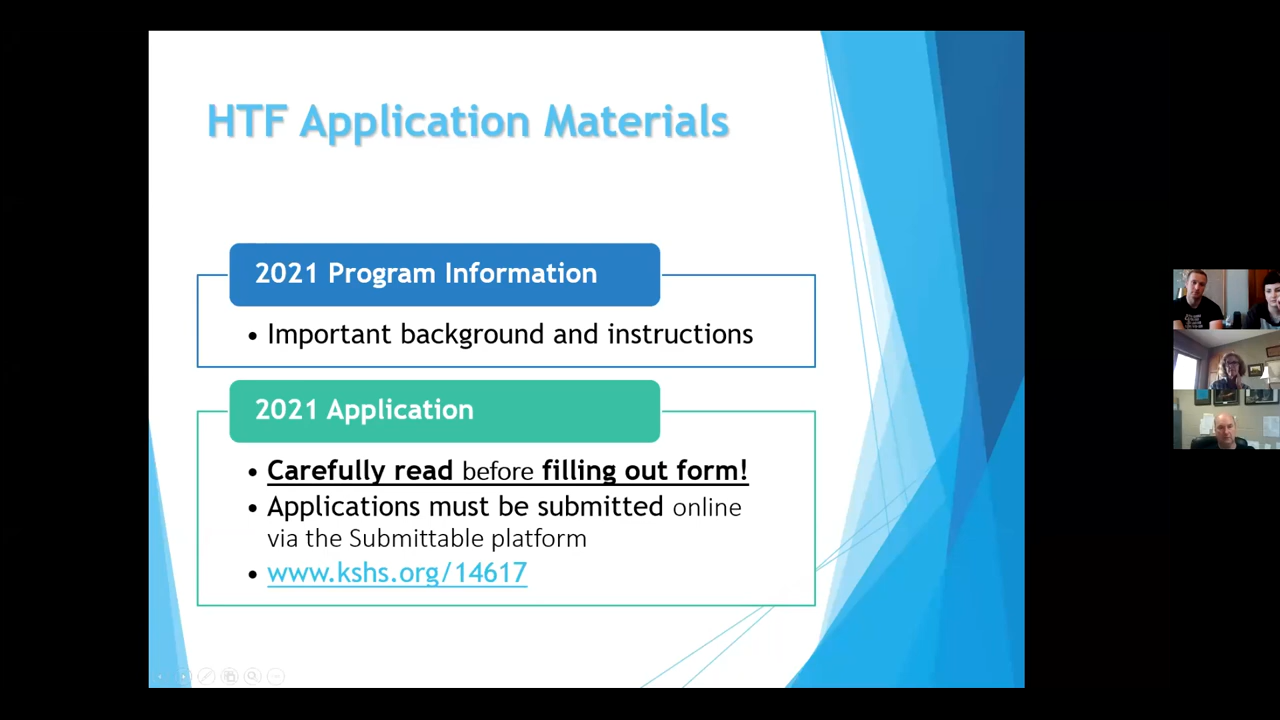 HTF Application Materials
2021 Program Information
• Important background and instructions
2021 Application
• Carefully read before filling out form!
• Applications must be submitted online
via the Submittable platform
• www.kshs.org/14617